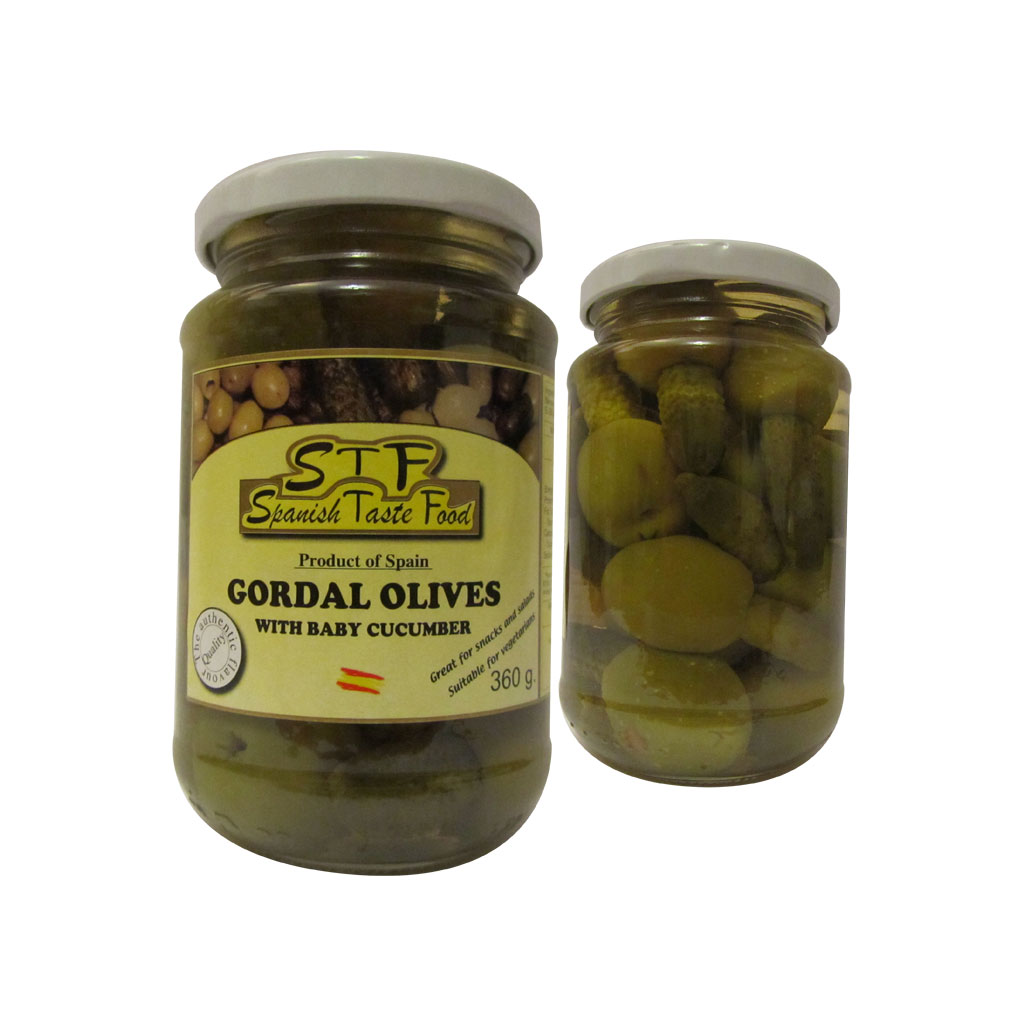 STF
Spanish Taste Food
Product of Spain
GORDAL OLIVES
WITH BABY CUCUMBER
The authentic flavour
Quality
Great for snacks and salads
Suitable for vegetarians
360 g.